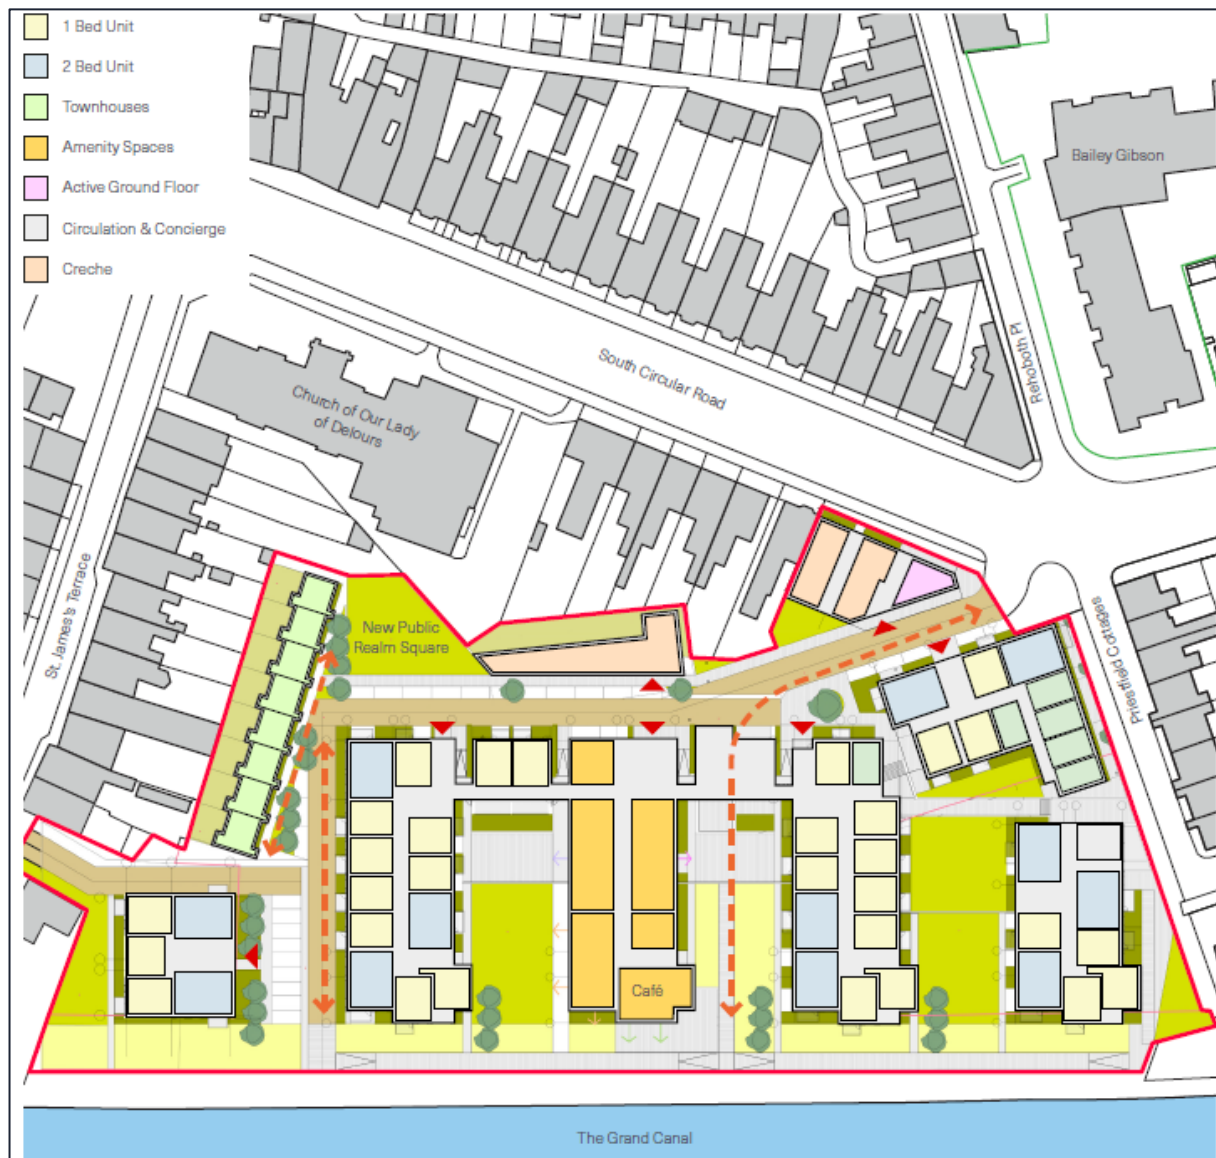 1 Bed Unit
2 Bed Unit
Townhouses
Amenity Spaces
Active Ground Floor
Circulation & Concierge
Creche
Bailey Gibson
South Circular Road
Rehoboth Pl
Church of Our Lady
of Delours
St. James's Terrace
New Public
Realm Square
Priestfield Cottages
Café
The Grand Canal